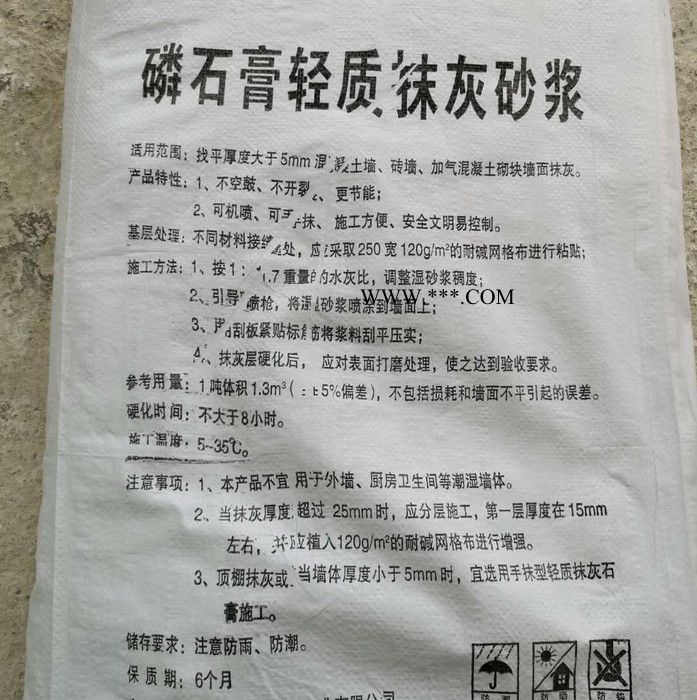 磷石膏轻质抹灰砂浆
适用范围：找平厚度大于5mm混凝土墙、砖墙、加气混凝土砌块墙面抹灰。
产品特性：1、不空鼓、不开裂、更节能；
2、可机喷、可手抹、施工方便、安全文明易控制。
基层处理：不同材料接缝处，应采取250宽120g/m²的耐碱网格布进行粘贴；
施工方法：1、按1：1.7重量的水灰比，调整湿砂浆稠度；
2、引导喷枪，将湿砂浆喷涂到墙面上；
WWW.***.COM
3、用刮板紧贴标筋将浆料刮平压实；
4、抹灰层硬化后，应对表面打磨处理，使之达到验收要求。
参考用量：1吨体积1.3m³（±5%偏差），不包括损耗和墙面不平引起的误差。
硬化时间：不大于8小时。
施工温度：5~35℃。
注意事项：1、本产品不宜用于外墙、厨房卫生间等潮湿墙体。
2、当抹灰厚度超过25mm时，应分层施工，第一层厚度在15mm
左右，并应植入120g/m²的耐碱网格布进行增强。
3、顶棚抹灰或当墙体厚度小于5mm时，宜选用手抹型轻质抹灰石
膏施工。
储存要求：注意防雨、防潮。
保质期：6个月